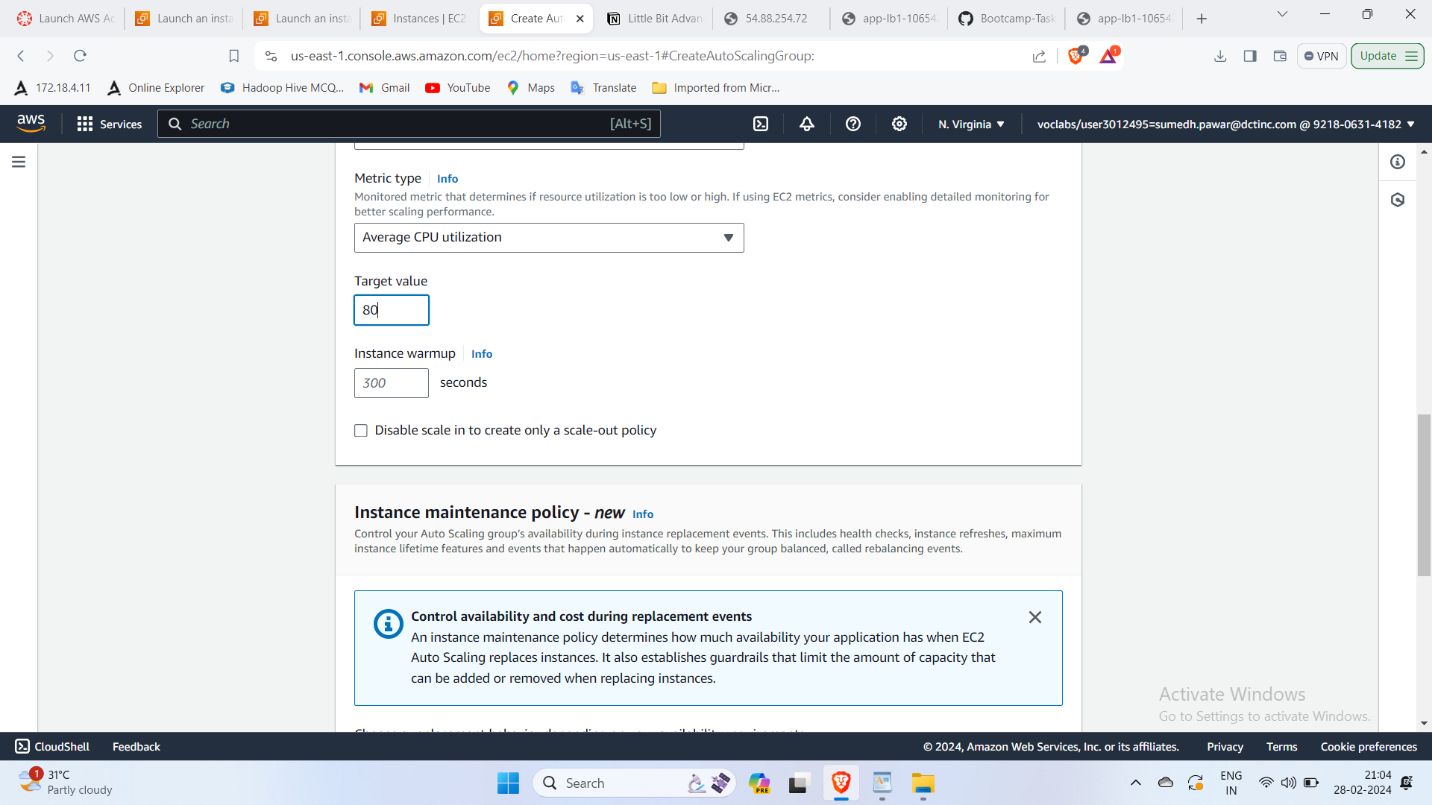 Launch AWS Ac
Launch an insta
Launch an insta
Instances | EC2
Create Aut
Little Bit Advan
54.88.254.72
app-lb1-10654
Bootcamp-Task
app-lb1-10654
us-east-1.console.aws.amazon.com/ec2/home?region=us-east-1#CreateAutoScalingGroup:
4
1
VPN
Update
172.18.4.11
Online Explorer
Hadoop Hive MCQ...
Gmail
YouTube
Maps
Translate
Imported from Micr...
aws
Services
Search
[Alt+S]
N. Virginia
voclabs/user3012495=sumedh.pawar@dctinc.com @ 9218-0631-4182
Metric type
Info
Monitored metric that determines if resource utilization is too low or high. If using EC2 metrics, consider enabling detailed monitoring for
better scaling performance.
Average CPU utilization
Target value
80
Instance warmup
Info
300
seconds
Disable scale in to create only a scale-out policy
Instance maintenance policy - new
Info
Control your Auto Scaling group's availability during instance replacement events. This includes health checks, instance refreshes, maximum
instance lifetime features and events that happen automatically to keep your group balanced, called rebalancing events.
Control availability and cost during replacement events
An instance maintenance policy determines how much availability your application has when EC2
Auto Scaling replaces instances. It also establishes guardrails that limit the amount of capacity that
can be added or removed when replacing instances.
Activate Windows
Go to Settings to activate Windows.
CloudShell
Feedback
© 2024, Amazon Web Services, Inc. or its affiliates.
Privacy
Terms
Cookie preferences
1
31°C
Partly cloudy
Search
PRE
ENG
IN
21:04
28-02-2024